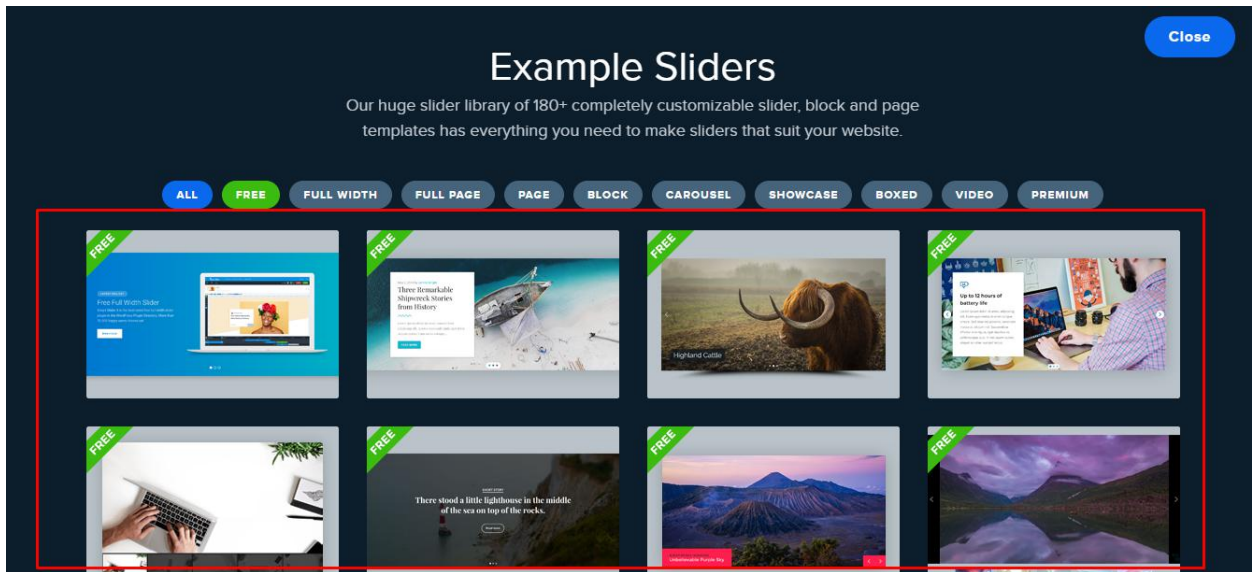 Close
Example Sliders
Our huge slider library of 180+ completely customizable slider, block and page
templates has everything you need to make sliders that suit your website.
ALL
FREE
FULL WIDTH
FULL PAGE
PAGE
BLOCK
CAROUSEL
SHOWCASE
BOXED
VIDEO
PREMIUM
FREE
Free Full Width Slider
FREE
Three Remarkable
Shipwreck Stories
from History
FREE
Highland Cattle
FREE
Up to 12 hours of
battery life
FREE
FREE
There stood a little lighthouse in the middle
of the sea on top of the rocks.
FREE
FREE